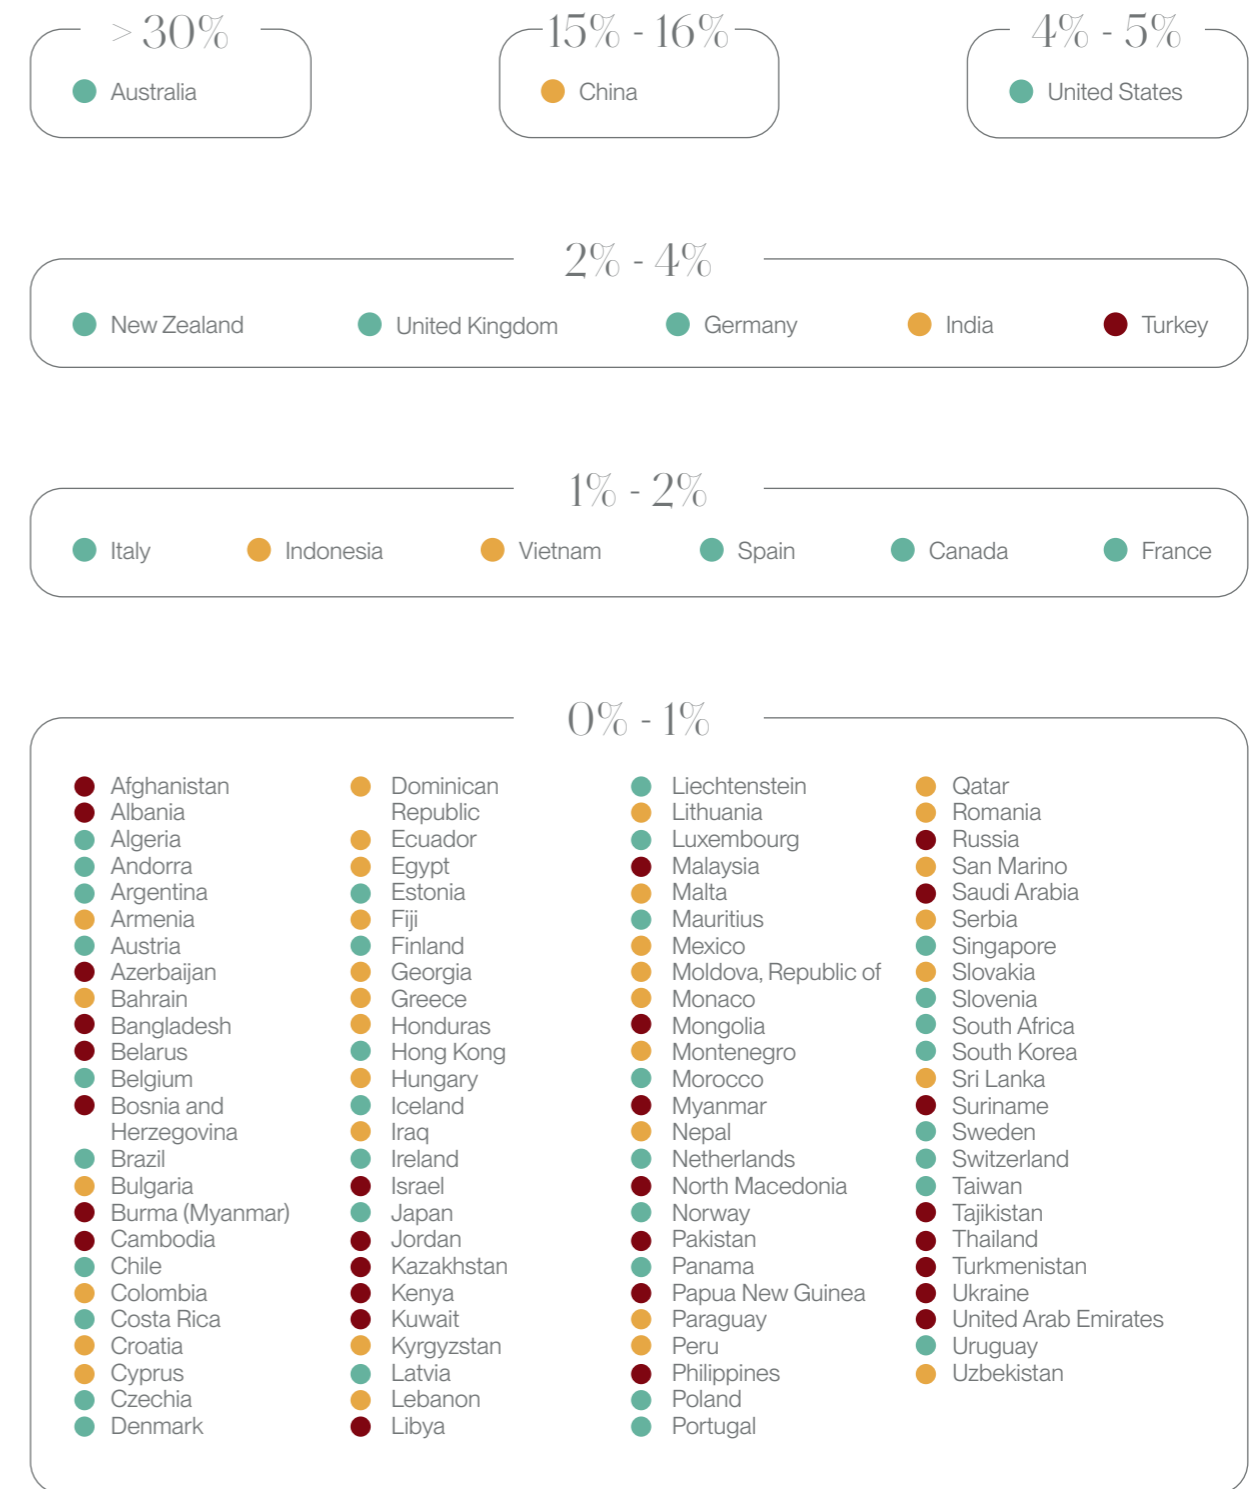 > 30%
Australia
15% - 16%
China
4% - 5%
United States
2% - 4%
New Zealand
United Kingdom
Germany
India
Turkey
1% - 2%
Italy
Indonesia
Vietnam
Spain
Canada
France
0% - 1%
Afghanistan
Albania
Algeria
Andorra
Argentina
Armenia
Austria
Azerbaijan
Bahrain
Bangladesh
Belarus
Belgium
Bosnia and
Herzegovina
Brazil
Bulgaria
Burma (Myanmar)
Cambodia
Chile
Colombia
Costa Rica
Croatia
Cyprus
Czechia
Denmark
Dominican
Republic
Ecuador
Egypt
Estonia
Fiji
Finland
Georgia
Greece
Honduras
Hong Kong
Hungary
Iceland
Iraq
Ireland
Israel
Japan
Jordan
Kazakhstan
Kenya
Kuwait
Kyrgyzstan
Latvia
Lebanon
Libya
Liechtenstein
Lithuania
Luxembourg
Malaysia
Malta
Mauritius
Mexico
Moldova, Republic of
Monaco
Mongolia
Montenegro
Morocco
Myanmar
Nepal
Netherlands
North Macedonia
Norway
Pakistan
Panama
Papua New Guinea
Paraguay
Peru
Philippines
Poland
Portugal
Qatar
Romania
Russia
San Marino
Saudi Arabia
Serbia
Singapore
Slovakia
Slovenia
South Africa
South Korea
Sri Lanka
Suriname
Sweden
Switzerland
Taiwan
Tajikistan
Thailand
Turkmenistan
Ukraine
United Arab Emirates
Uruguay
Uzbekistan